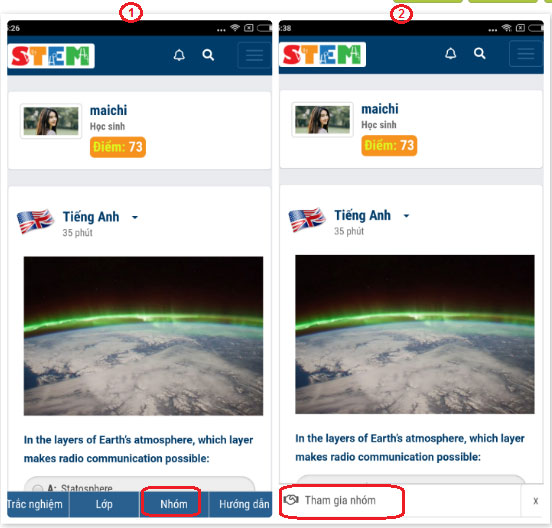 1
:26
STEM
maichi
Học sinh
Điểm: 73
Tiếng Anh
35 phút
In the layers of Earth's atmosphere, which layer
makes radio communication possible:
A: Statosphere
Trắc nghiệm Lớp Nhóm Hướng dẫn
2
:38
STEM
maichi
Học sinh
Điểm: 73
Tiếng Anh
35 phút
In the layers of Earth's atmosphere, which layer
makes radio communication possible:
Tham gia nhóm x